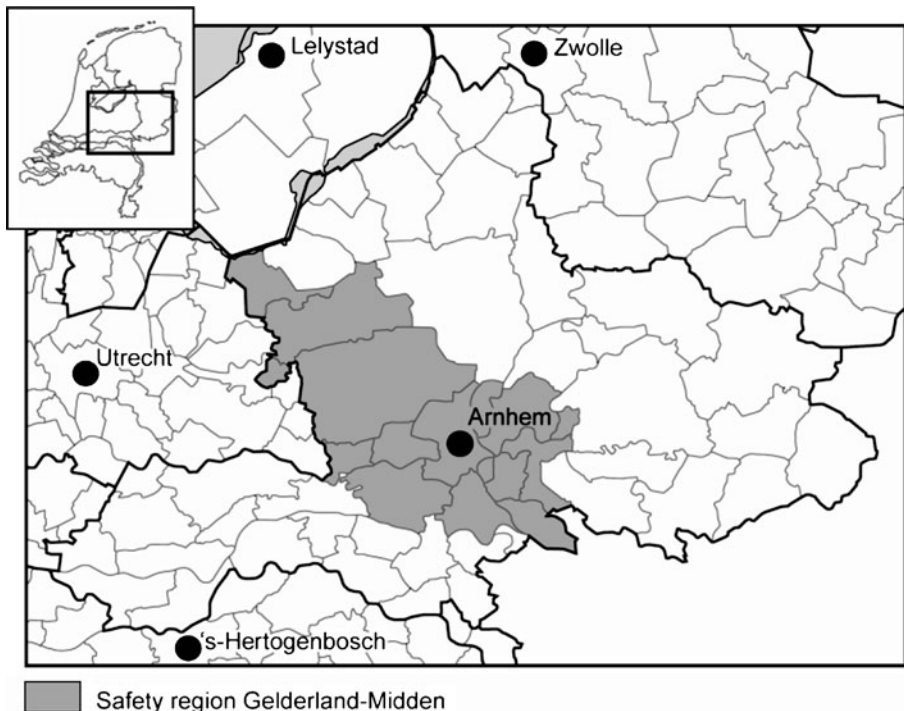 Lelystad
Zwolle
Utrecht
Arnhem
's-Hertogenbosch
Safety region Gelderland-Midden